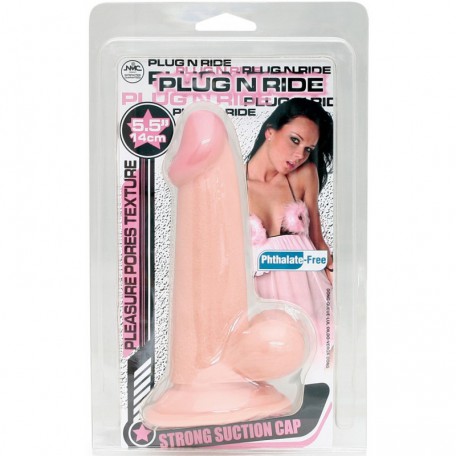 NMC
PLUG N RIDE
PLUG N RIDE
PLUG N RIDE
PLUG N RIDE
5.5"
14cm
PLEASURE PORES TEXTURE
Phthalate-Free
STRONG SUCTION CAP